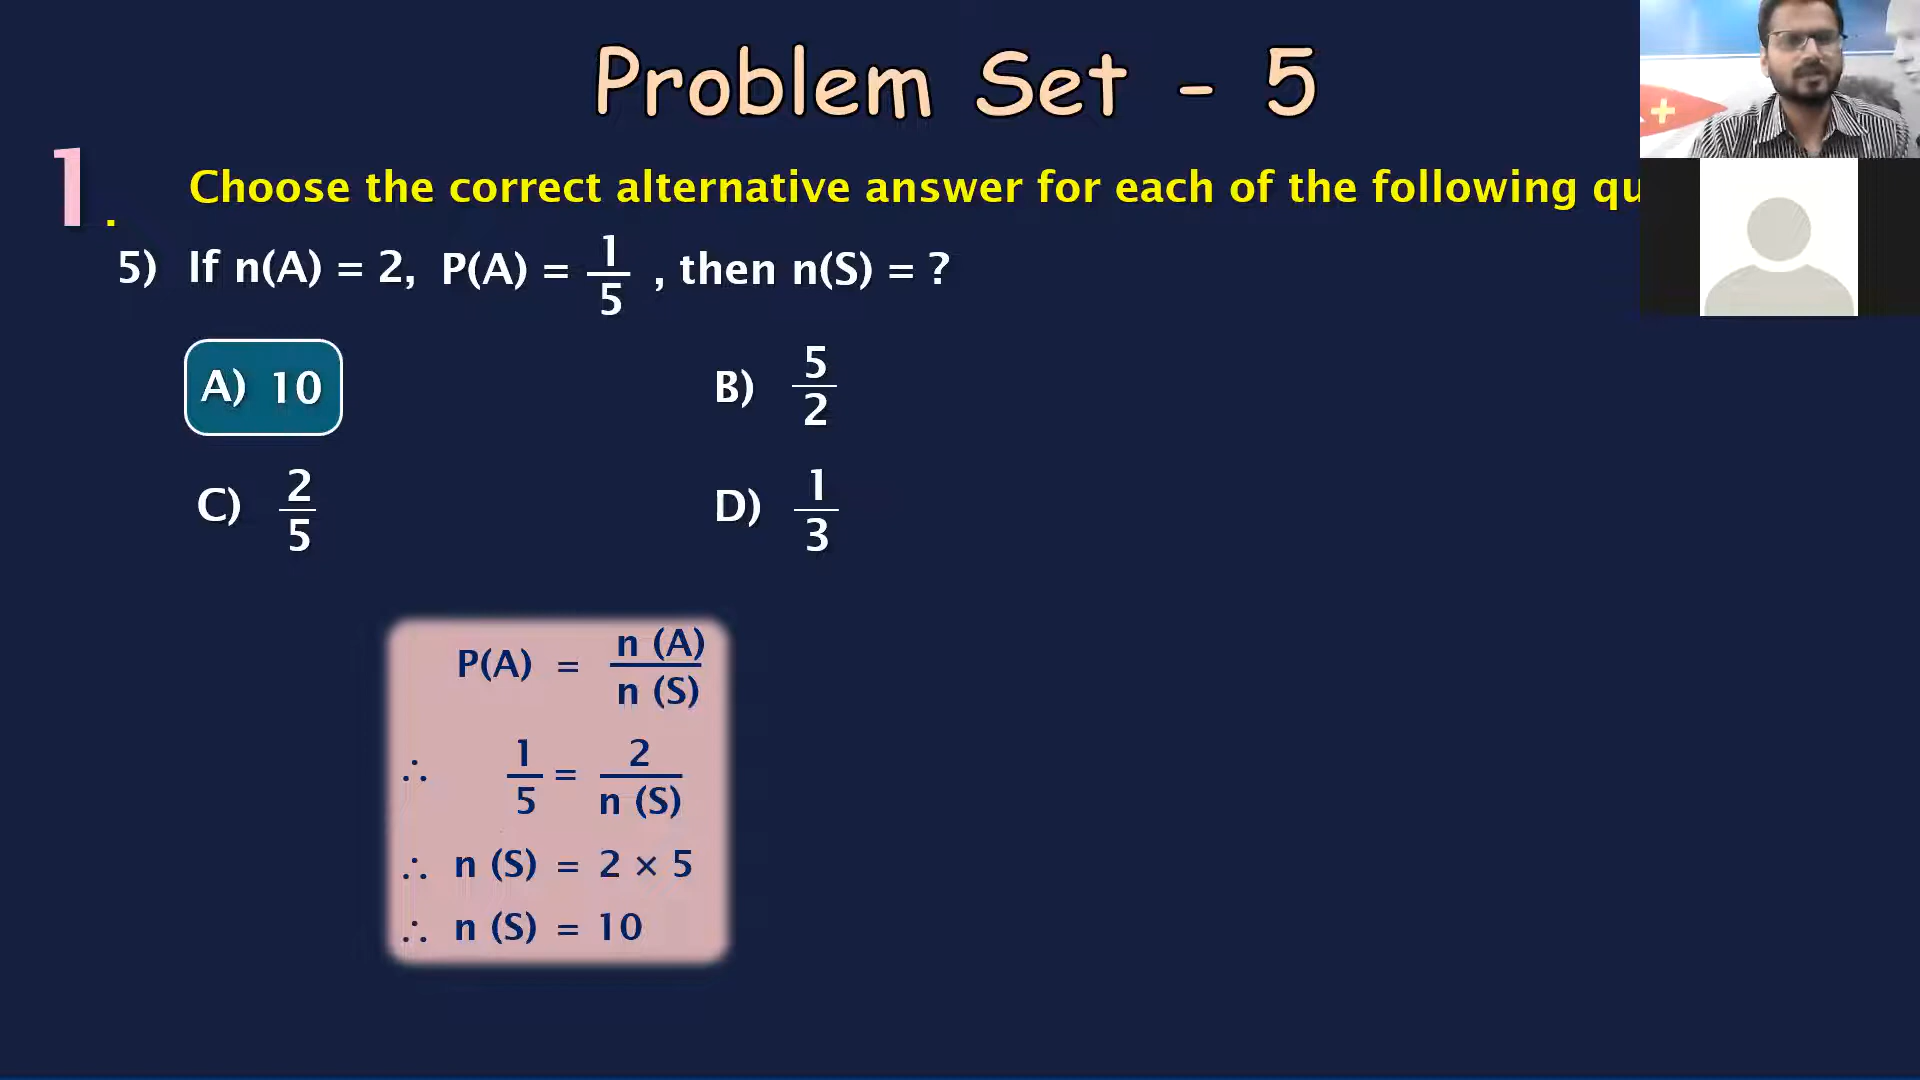 Problem Set - 5
1. Choose the correct alternative answer for each of the following qu
5) If n(A) = 2, P(A) = 1/5 , then n(S) = ?
A) 10 B) 5/2
C) 2/5 D) 1/3
P(A) = n (A)/n (S)
∴ 1/5 = 2/n (S)
∴ n (S) = 2 × 5
∴ n (S) = 10
+